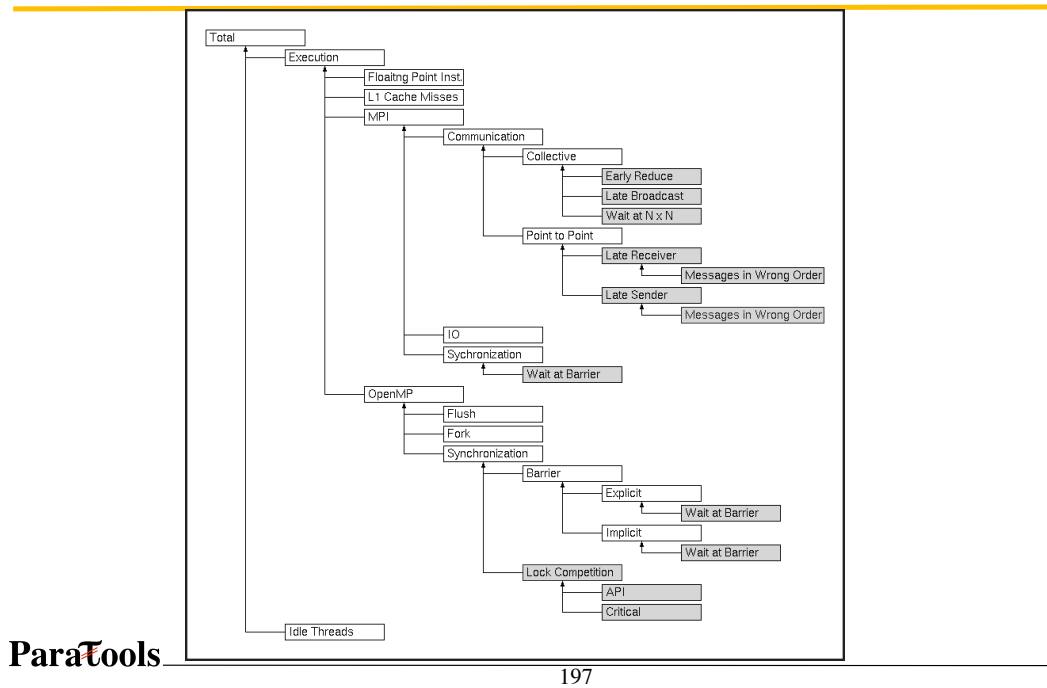 Total
Execution
Floaitng Point Inst.
L1 Cache Misses
MPI
Communication
Collective
Early Reduce
Late Broadcast
Wait at N x N
Point to Point
Late Receiver
Messages in Wrong Order
Late Sender
Messages in Wrong Order
IO
Sychronization
Wait at Barrier
OpenMP
Flush
Fork
Synchronization
Barrier
Explicit
Wait at Barrier
Implicit
Wait at Barrier
Lock Competition
API
Critical
Idle Threads
ParaTools
197